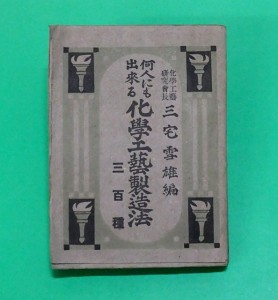 化學工藝
研究會長
三宅雪雄編
何人にも
出來る
化學工藝製造法
三百種